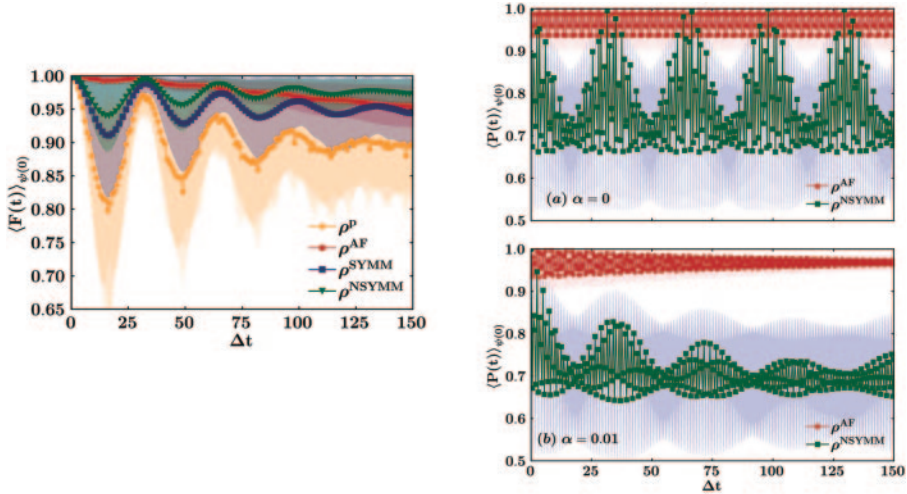 1.00
0.95
0.90
0.85
0.80
0.75
0.70
0.65
⟨F(t)⟩ψ(0)
ρᵖ
ρᴬᶠ
ρˢʸᴹᴹ
ρᴺˢʸᴹᴹ
0 25 50 75 100 125 150
Δt
1.0
0.9
0.8
0.7
0.6
0.5
⟨P(t)⟩ψ(0)
ρᴬᶠ
(a) α = 0
ρᴺˢʸᴹᴹ
1.0
0.9
0.8
0.7
0.6
0.5
⟨P(t)⟩ψ(0)
ρᴬᶠ
(b) α = 0.01
ρᴺˢʸᴹᴹ
0 25 50 75 100 125 150
Δt